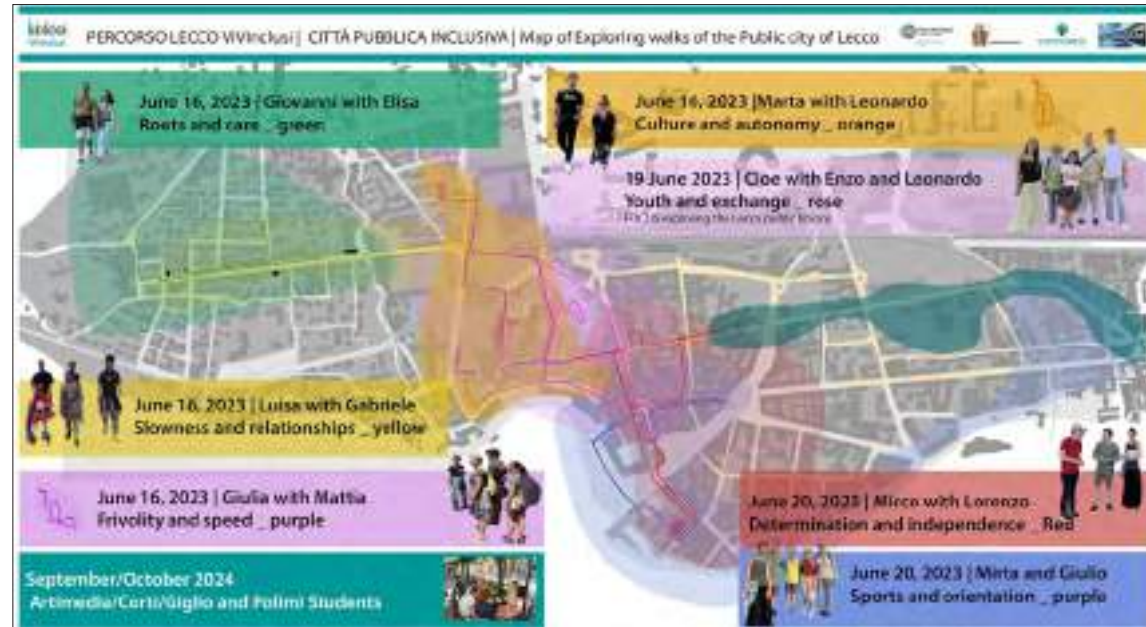 PERCORSO LECCO VIVInclusi | CITTÀ PUBBLICA INCLUSIVA | Map of Exploring walks of the Public city of Lecco
June 16, 2023 | Giovanni with Elisa
Roots and care _ green
June 16, 2023 | Marta with Leonardo
Culture and autonomy _ orange
19 June 2023 | Cloe with Enzo and Leonardo
Youth and exchange _ rose
June 16, 2023 | Luisa with Gabriele
Slowness and relationships _ yellow
June 16, 2023 | Giulia with Mattia
Frivolity and speed _ purple
June 20, 2023 | Mirco with Lorenzo
Determination and independence _ Red
September/October 2024
Artimedia/Corti/Giglio and Polimi Students
June 20, 2023 | Mirta and Giulio
Sports and orientation _ purple